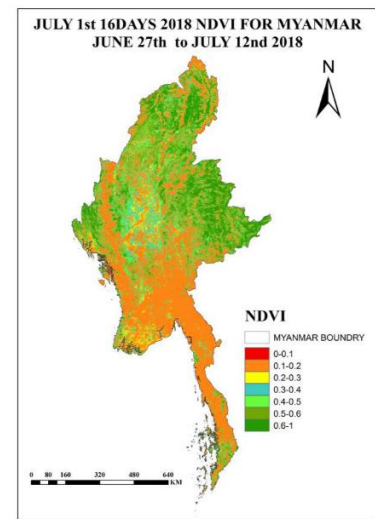 JULY 1st 16DAYS 2018 NDVI FOR MYANMAR
JUNE 27th to JULY 12nd 2018
N
NDVI
MYANMAR BOUNDRY
0-0.1
0.1-0.2
0.2-0.3
0.3-0.4
0.4-0.5
0.5-0.6
0.6-1
0 80 160 320 480 640
KM